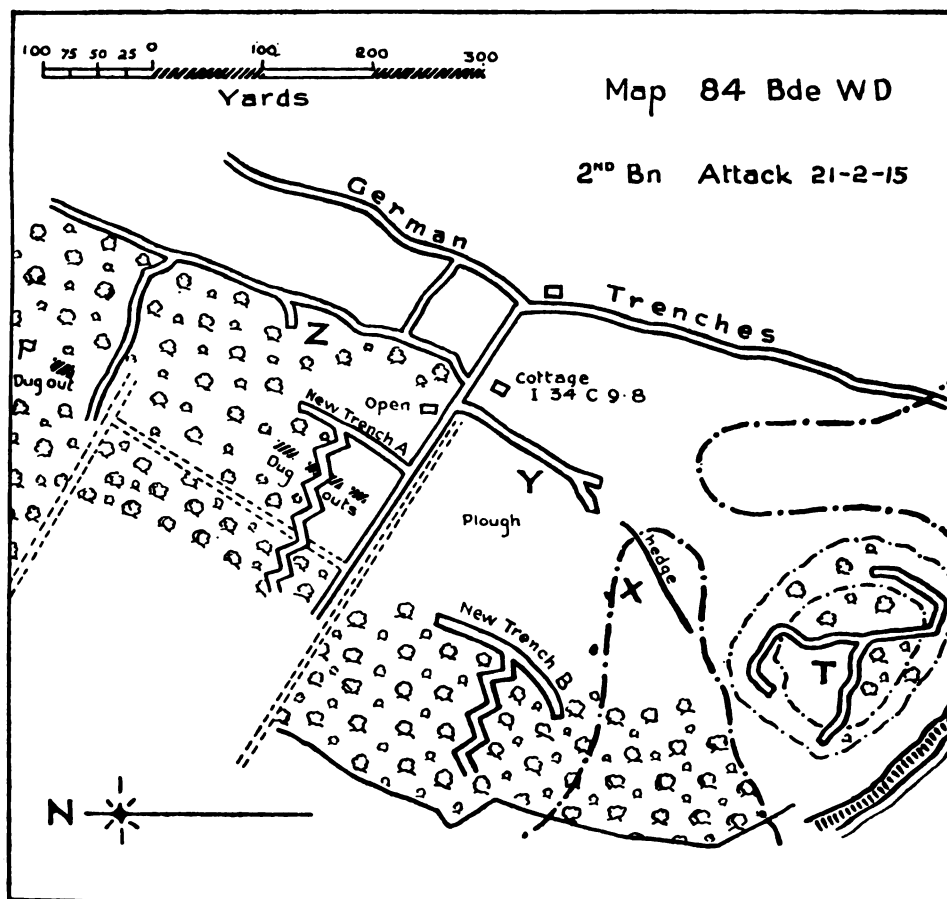 100 75 50 25 0 100 200 300
Yards
Map 84 Bde WD
2ND Bn Attack 21-2-15
German
Trenches
Z
P
Dug out
Cottage
I 34 C 9·8
Open
New Trench A
Dug
outs
Y
Plough
hedge
X
New Trench B
T
N